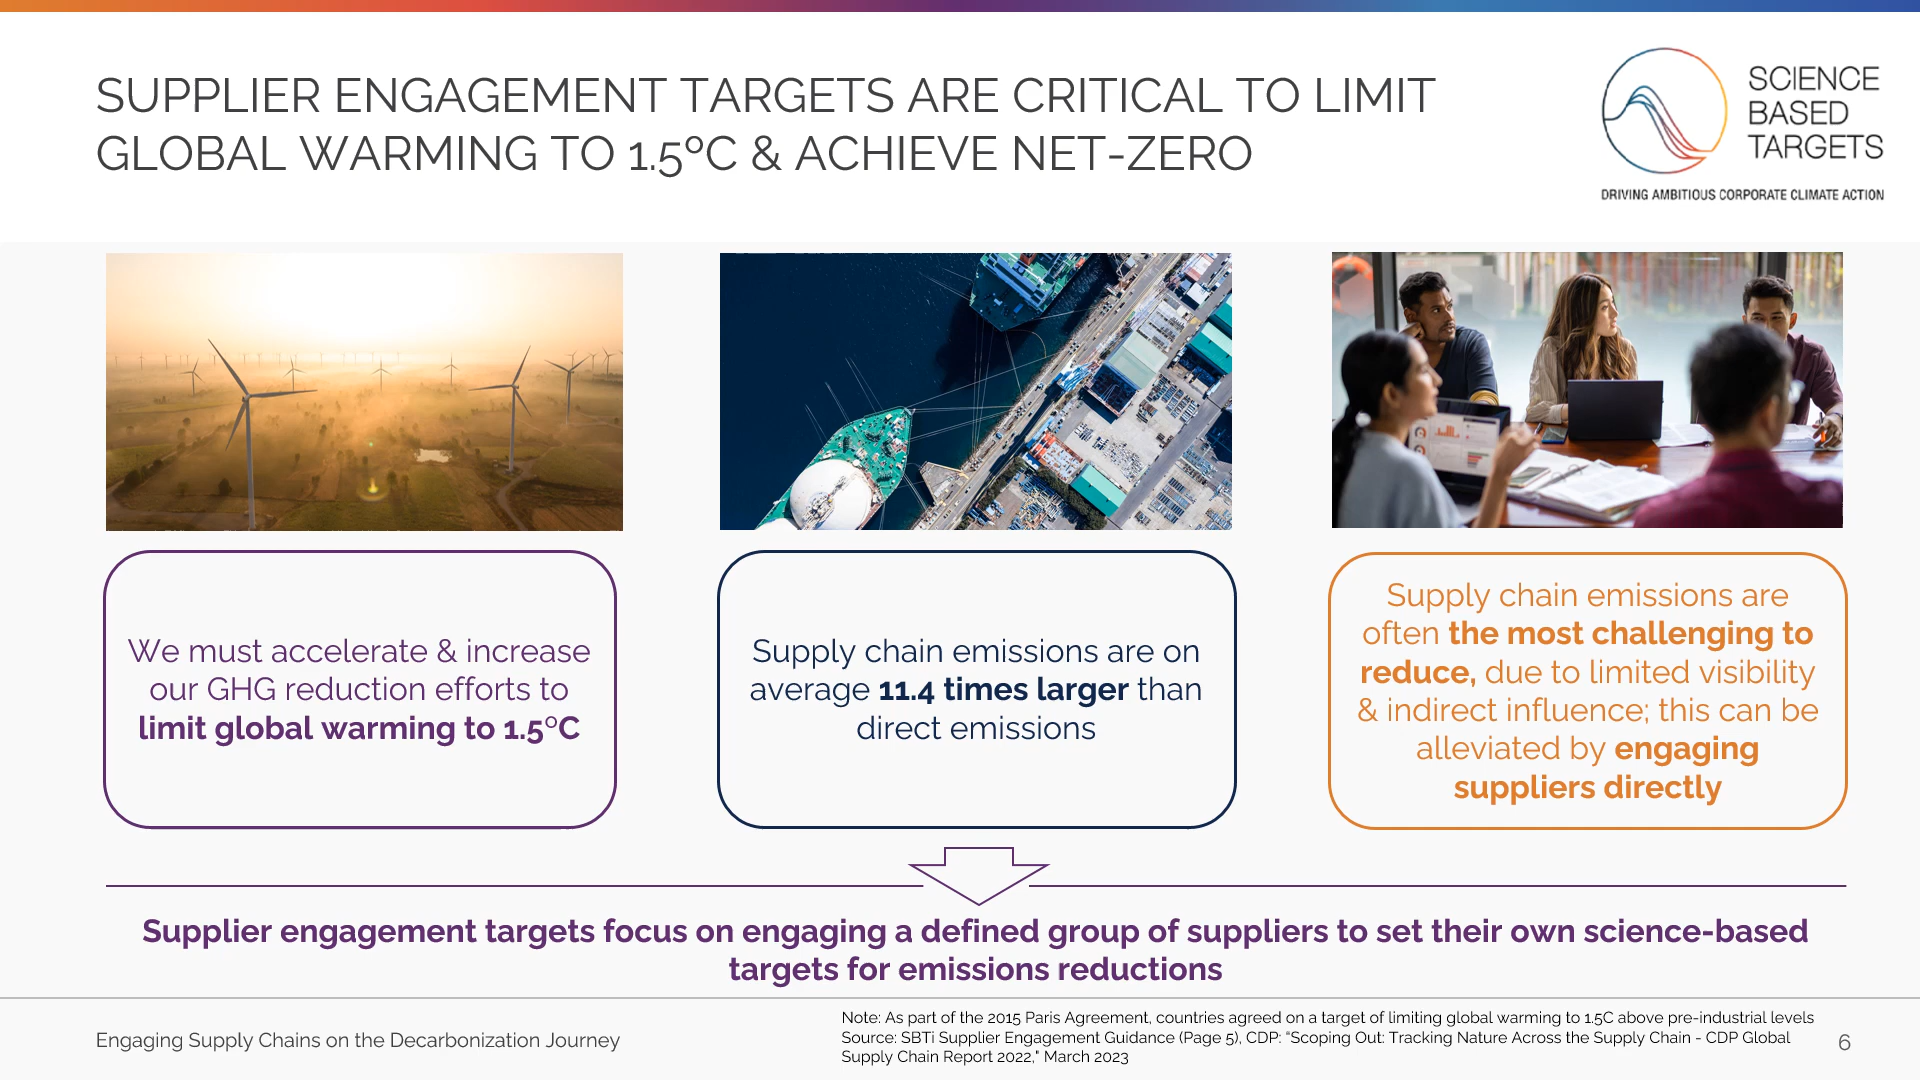 SUPPLIER ENGAGEMENT TARGETS ARE CRITICAL TO LIMIT
GLOBAL WARMING TO 1.5ºC & ACHIEVE NET-ZERO
SCIENCE
BASED
TARGETS
DRIVING AMBITIOUS CORPORATE CLIMATE ACTION
We must accelerate & increase
our GHG reduction efforts to
limit global warming to 1.5ºC
Supply chain emissions are on
average 11.4 times larger than
direct emissions
Supply chain emissions are
often the most challenging to
reduce, due to limited visibility
& indirect influence; this can be
alleviated by engaging
suppliers directly
Supplier engagement targets focus on engaging a defined group of suppliers to set their own science-based
targets for emissions reductions
Engaging Supply Chains on the Decarbonization Journey
Note: As part of the 2015 Paris Agreement, countries agreed on a target of limiting global warming to 1.5C above pre-industrial levels
Source: SBTi Supplier Engagement Guidance (Page 5), CDP: “Scoping Out: Tracking Nature Across the Supply Chain - CDP Global
Supply Chain Report 2022,” March 2023
6